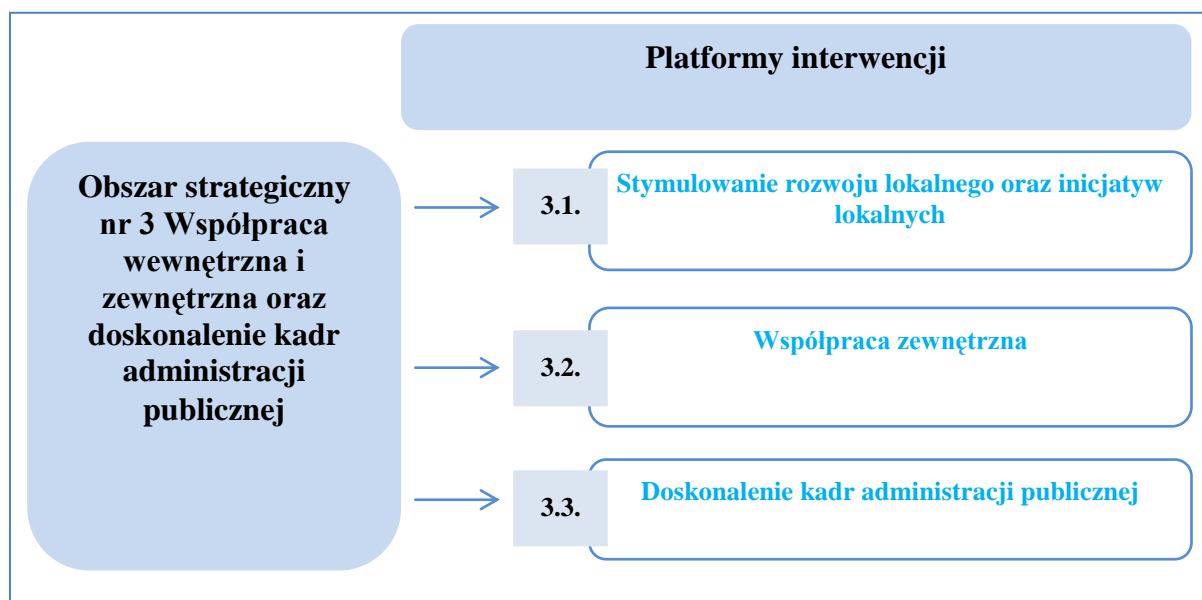 Platformy interwencji
Obszar strategiczny
nr 3 Współpraca
wewnętrzna i
zewnętrzna oraz
doskonalenie kadr
administracji
publicznej
3.1.
Stymulowanie rozwoju lokalnego oraz inicjatyw
lokalnych
3.2.
Współpraca zewnętrzna
3.3.
Doskonalenie kadr administracji publicznej